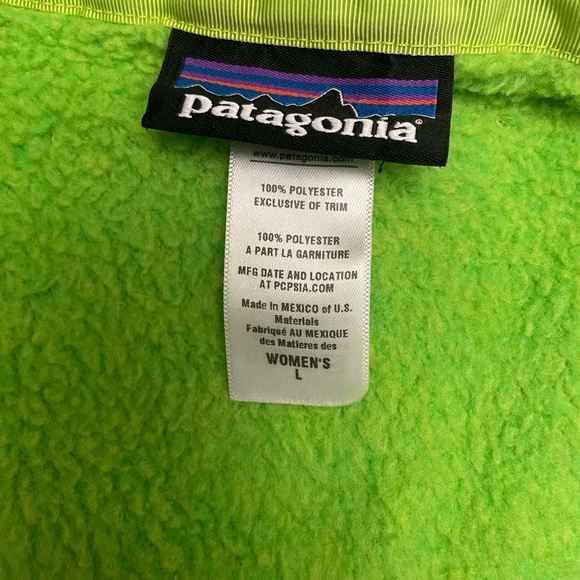 patagonia®
www.patagonia.com
100% POLYESTER
EXCLUSIVE OF TRIM
100% POLYESTER
A PART LA GARNITURE
MFG DATE AND LOCATION
AT PCPSIA.COM
Made in MEXICO of U.S.
Materials
Fabriqué AU MEXIQUE
des Matieres des
WOMEN'S
L